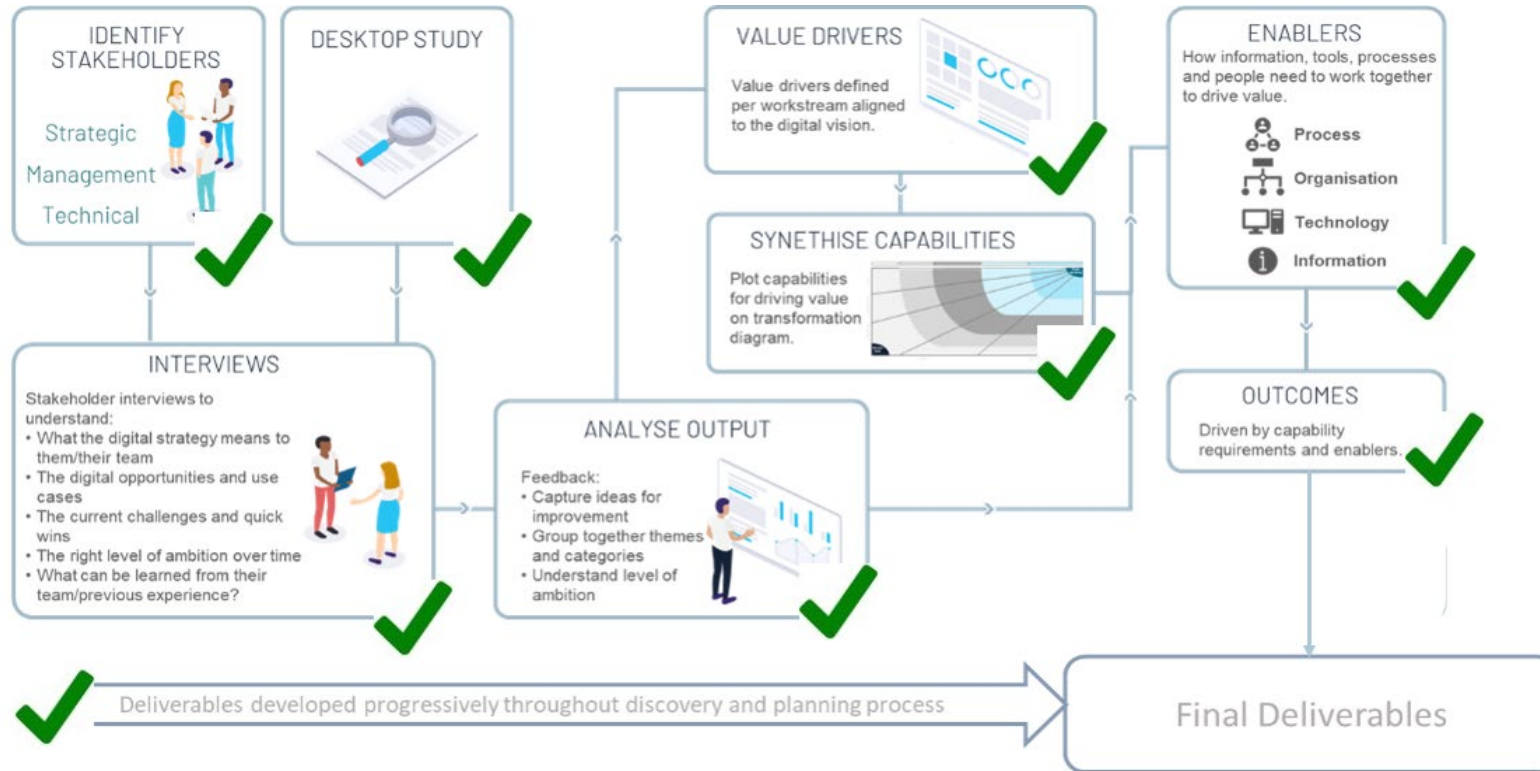 IDENTIFY
STAKEHOLDERS
Strategic
Management
Technical
DESKTOP STUDY
INTERVIEWS
Stakeholder interviews to
understand:
• What the digital strategy means to
them/their team
• The digital opportunities and use
cases
• The current challenges and quick
wins
• The right level of ambition over time
• What can be learned from their
team/previous experience?
ANALYSE OUTPUT
Feedback:
• Capture ideas for
improvement
• Group together themes
and categories
• Understand level of
ambition
VALUE DRIVERS
Value drivers defined
per workstream aligned
to the digital vision.
SYNETHISE CAPABILITIES
Plot capabilities
for driving value
on transformation
diagram.
ENABLERS
How information, tools, processes
and people need to work together
to drive value.
Process
Organisation
Technology
Information
OUTCOMES
Driven by capability
requirements and enablers.
Deliverables developed progressively throughout discovery and planning process
Final Deliverables